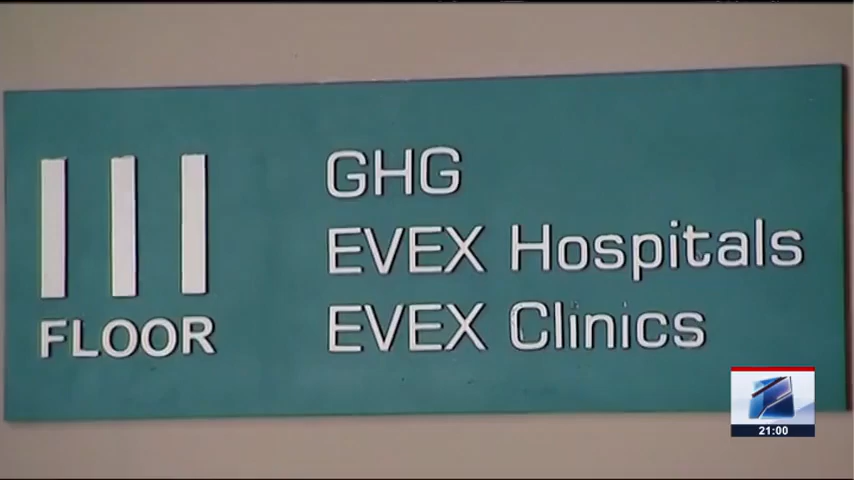 III
FLOOR
GHG
EVEX Hospitals
EVEX Clinics
21:00